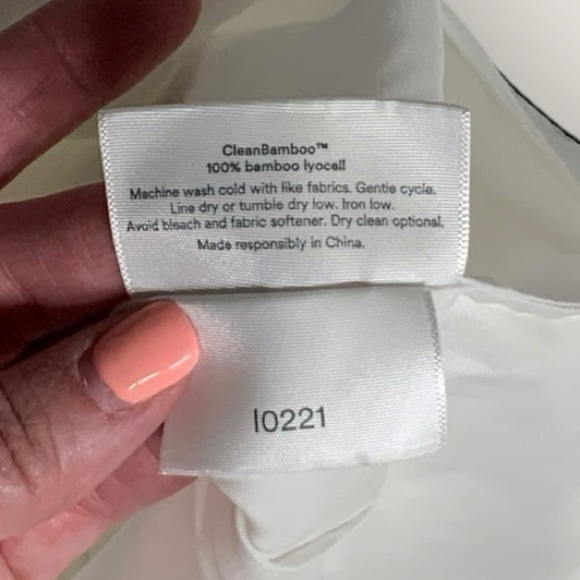 CleanBamboo™
100% bamboo lyocell
Machine wash cold with like fabrics. Gentle cycle.
Line dry or tumble dry low. Iron low.
Avoid bleach and fabric softener. Dry clean optional.
Made responsibly in China.
I0221